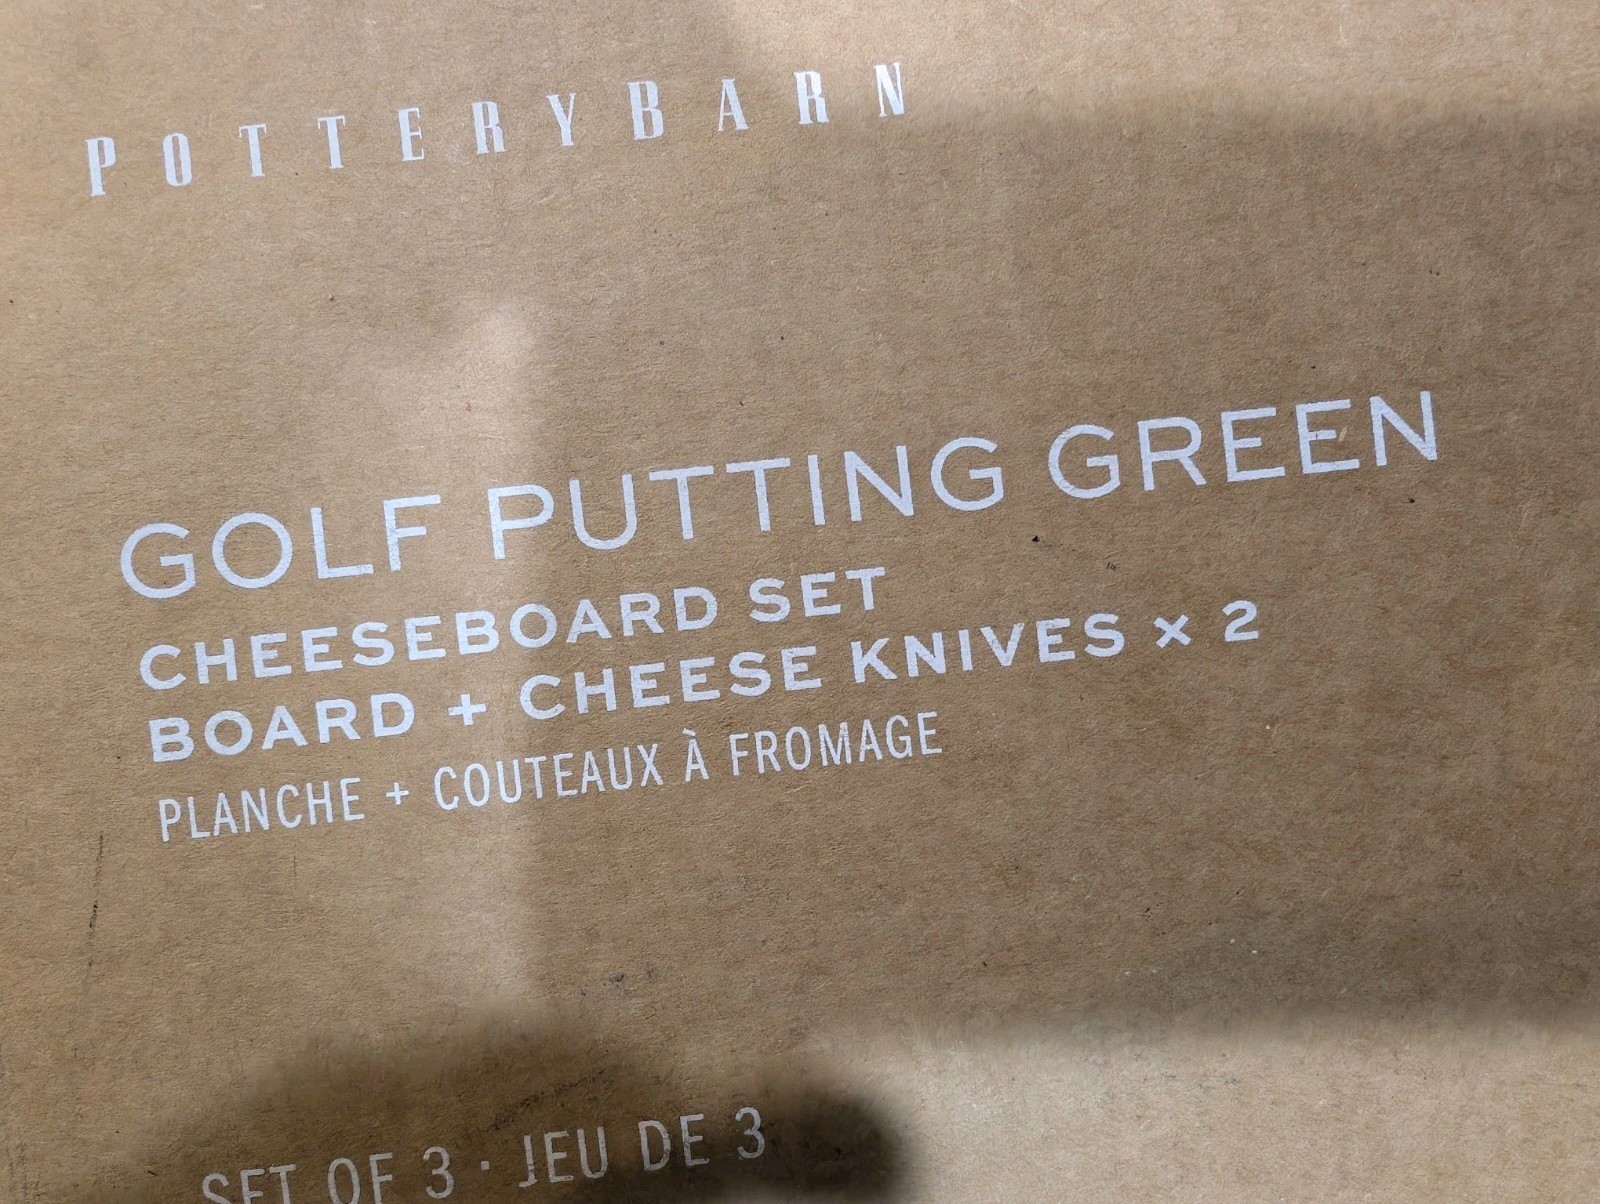 POTTERYBARN
GOLF PUTTING GREEN
CHEESEBOARD SET
BOARD + CHEESE KNIVES × 2
PLANCHE + COUTEAUX À FROMAGE
SET OF 3 · JEU DE 3